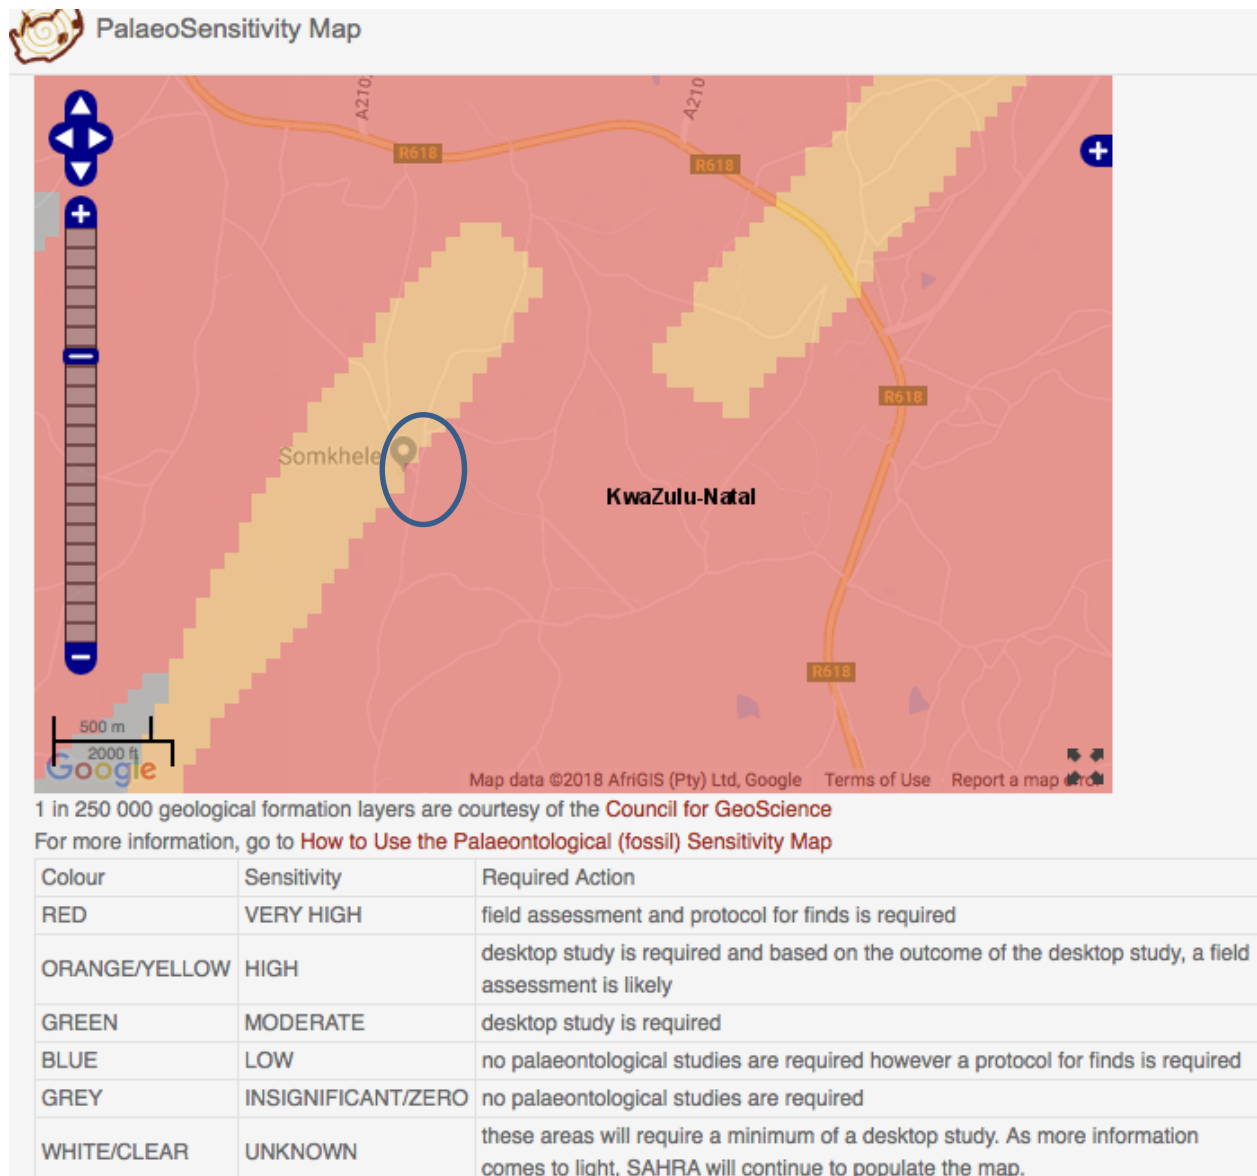 PalaeoSensitivity Map
A210
A210
R618
R618
R618
Somkhele
KwaZulu-Natal
R618
500 m
2000 ft
Google
Map data ©2018 AfriGIS (Pty) Ltd, Google Terms of Use Report a map error
1 in 250 000 geological formation layers are courtesy of the Council for GeoScience
For more information, go to How to Use the Palaeontological (fossil) Sensitivity Map
Colour Sensitivity Required Action
RED VERY HIGH field assessment and protocol for finds is required
ORANGE/YELLOW HIGH desktop study is required and based on the outcome of the desktop study, a field
assessment is likely
GREEN MODERATE desktop study is required
BLUE LOW no palaeontological studies are required however a protocol for finds is required
GREY INSIGNIFICANT/ZERO no palaeontological studies are required
WHITE/CLEAR UNKNOWN these areas will require a minimum of a desktop study. As more information
comes to light, SAHRA will continue to populate the map.